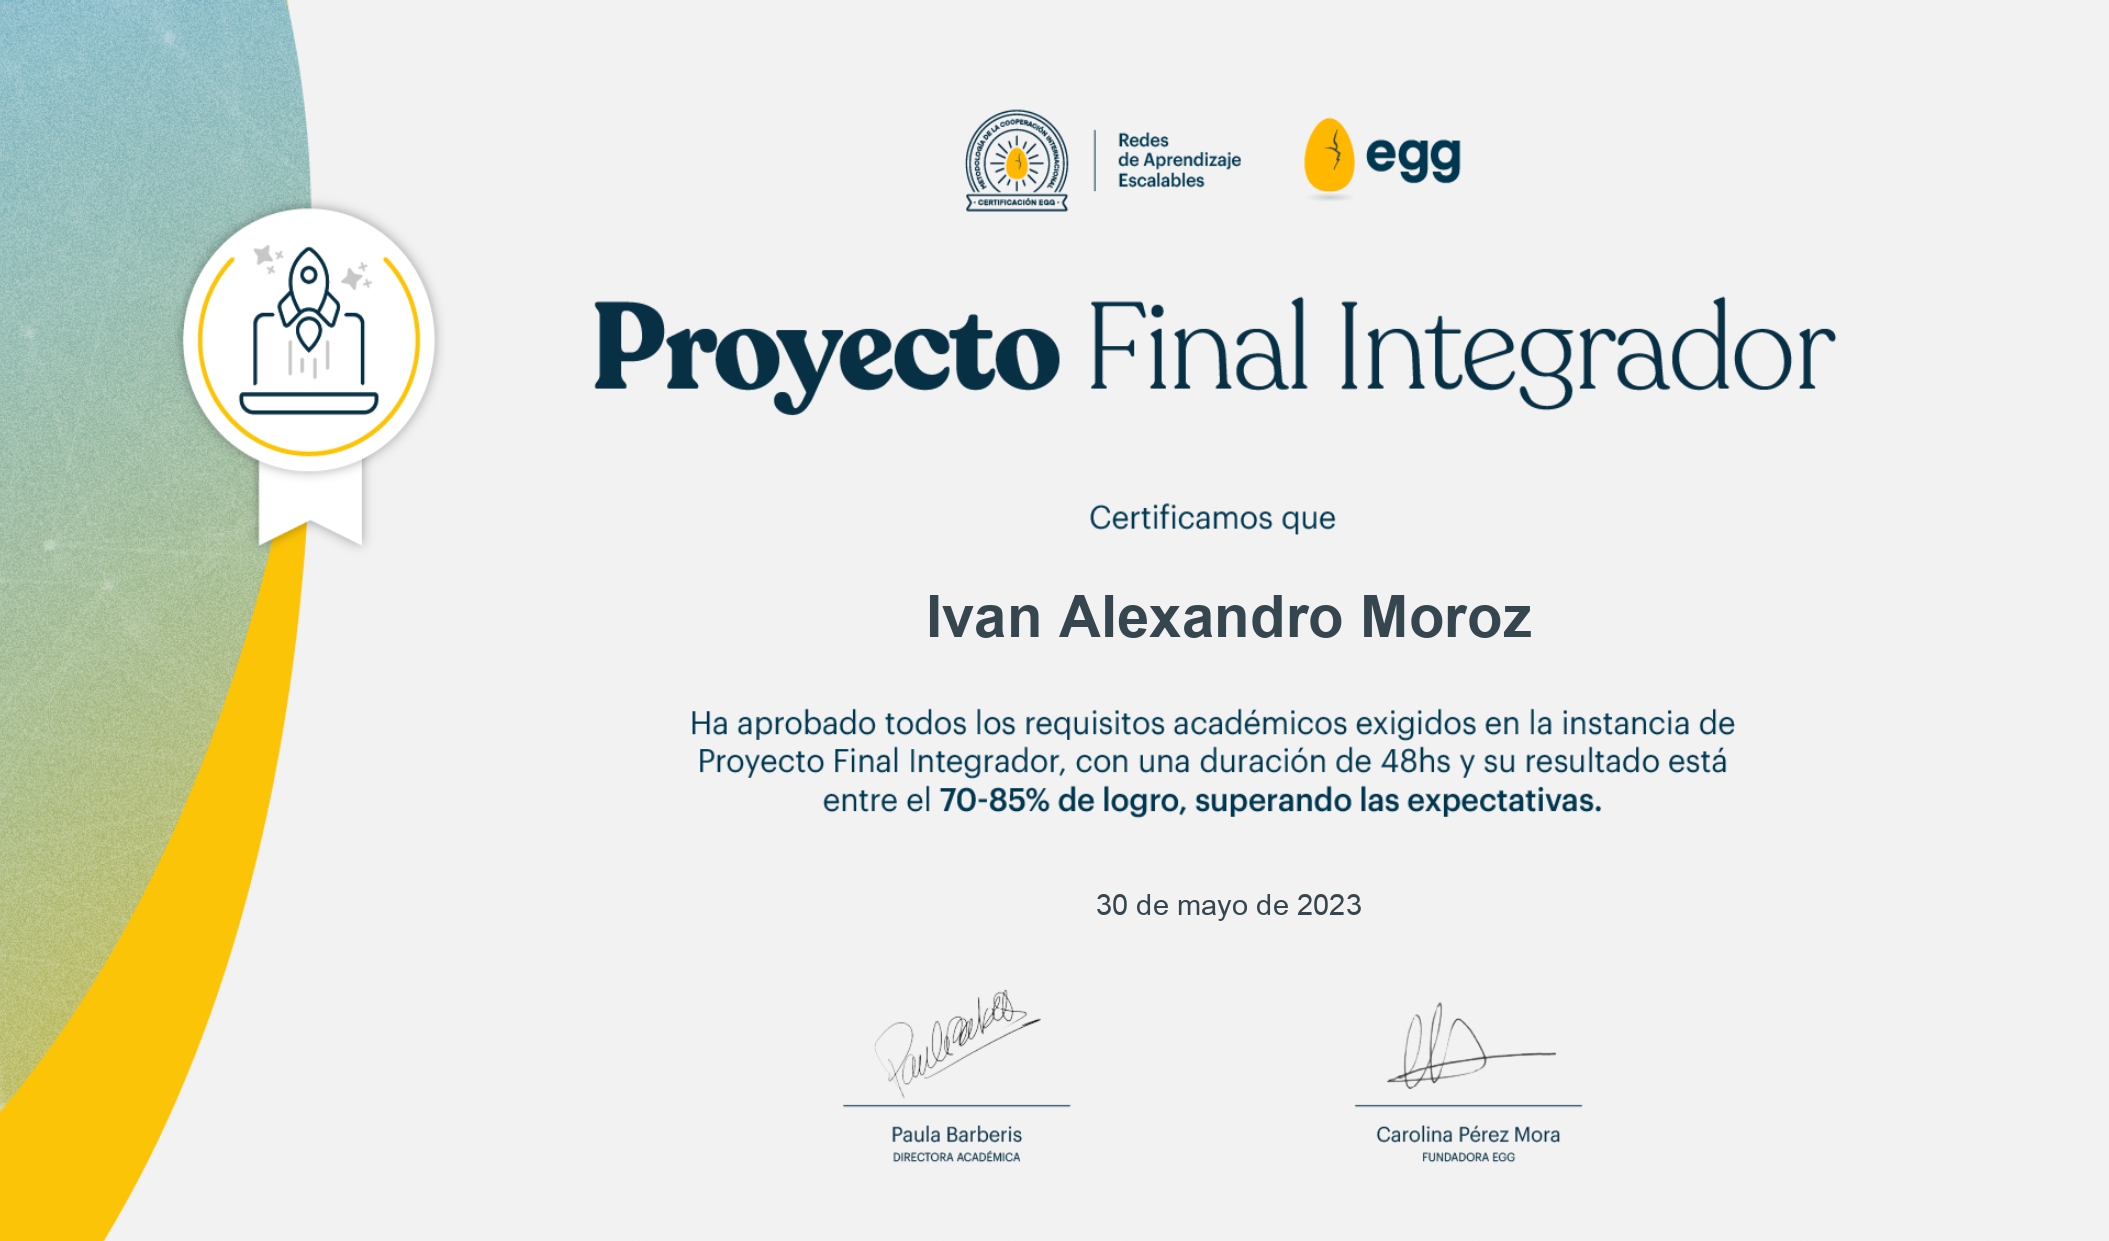 METODOLOGÍA DE LA COOPERACIÓN INTERNACIONAL
· CERTIFICACIÓN EGG ·
Redes
de Aprendizaje
Escalables
egg
Proyecto Final Integrador
Certificamos que
Ivan Alexandro Moroz
Ha aprobado todos los requisitos académicos exigidos en la instancia de
Proyecto Final Integrador, con una duración de 48hs y su resultado está
entre el 70-85% de logro, superando las expectativas.
30 de mayo de 2023
Paula Barberis
DIRECTORA ACADÉMICA
Carolina Pérez Mora
FUNDADORA EGG